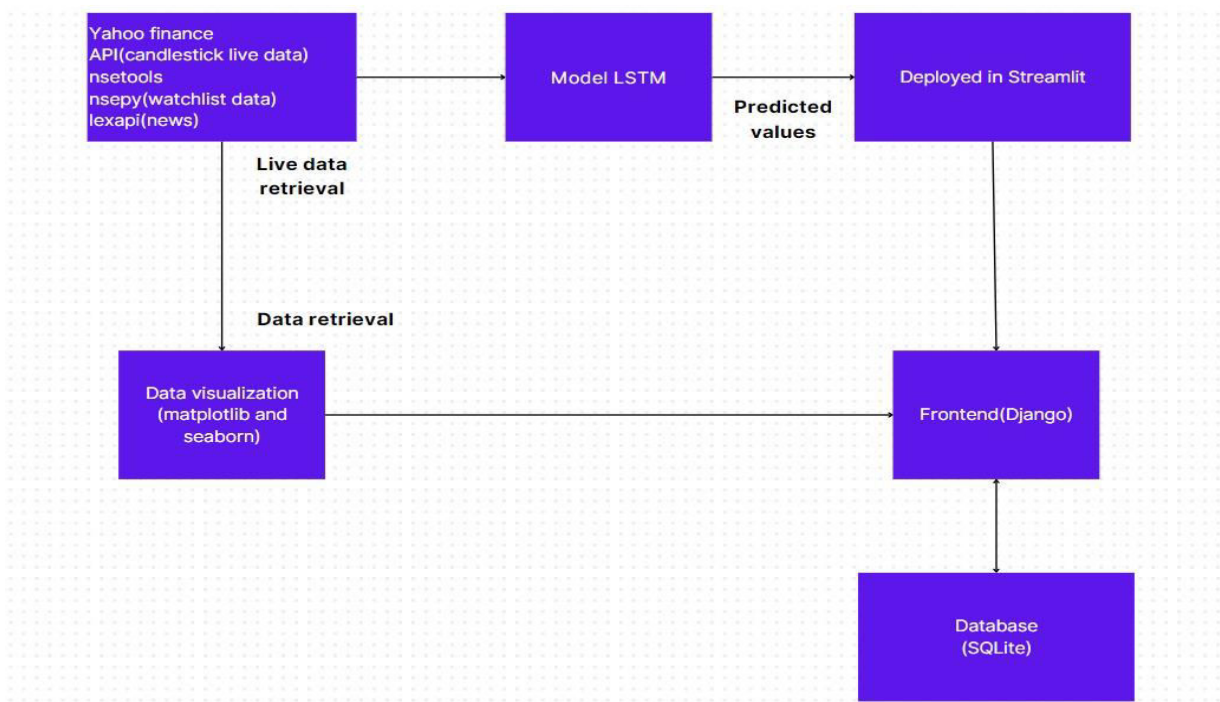 Yahoo finance
API(candlestick live data)
nsetools
nsepy(watchlist data)
lexapi(news)
Model LSTM
Predicted
values
Deployed in Streamlit
Live data
retrieval
Data retrieval
Data visualization
(matplotlib and
seaborn)
Frontend(Django)
Database
(SQLite)